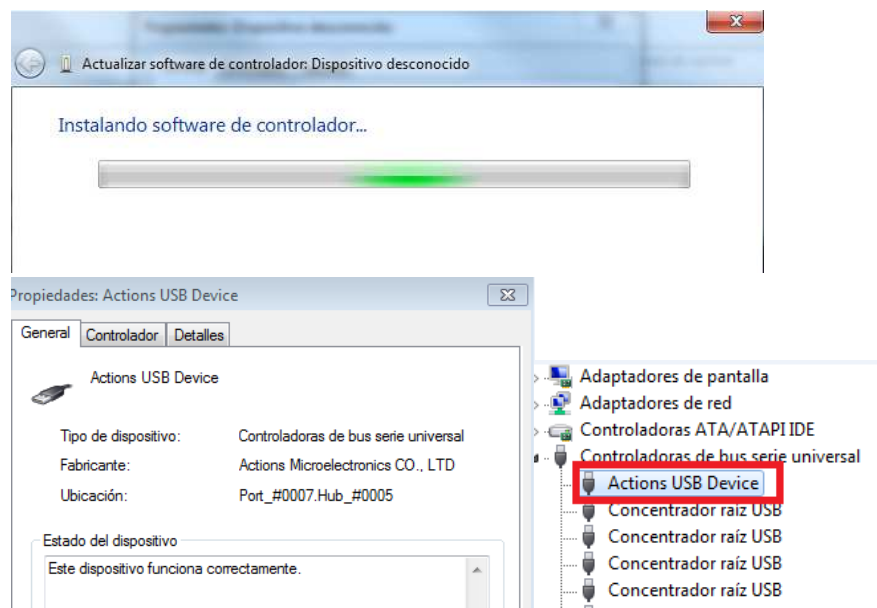 Actualizar software de controlador: Dispositivo desconocido
Instalando software de controlador...
Propiedades: Actions USB Device
General Controlador Detalles
Actions USB Device
Tipo de dispositivo: Controladoras de bus serie universal
Fabricante: Actions Microelectronics CO., LTD
Ubicación: Port_#0007.Hub_#0005
Estado del dispositivo
Este dispositivo funciona correctamente.
Adaptadores de pantalla
Adaptadores de red
Controladoras ATA/ATAPI IDE
Controladoras de bus serie universal
Actions USB Device
Concentrador raíz USB
Concentrador raíz USB
Concentrador raíz USB
Concentrador raíz USB